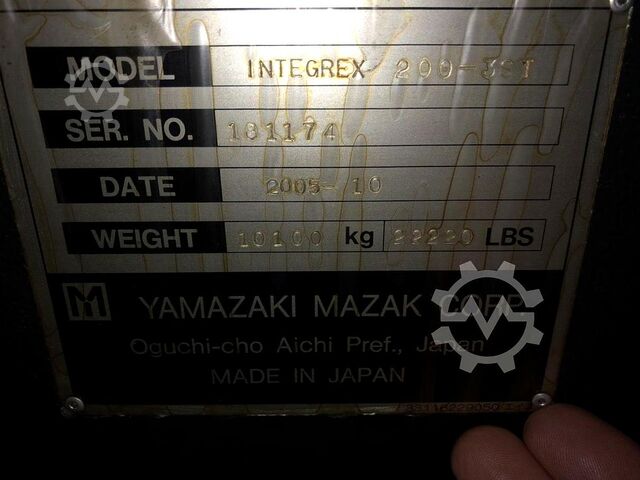 MODEL INTEGREX 200-3ST
SER. NO. 181174
DATE 2005-10
WEIGHT 10100 kg 22220 LBS
M YAMAZAKI MAZAK CORP.
Oguchi-cho Aichi Pref., Japan
MADE IN JAPAN